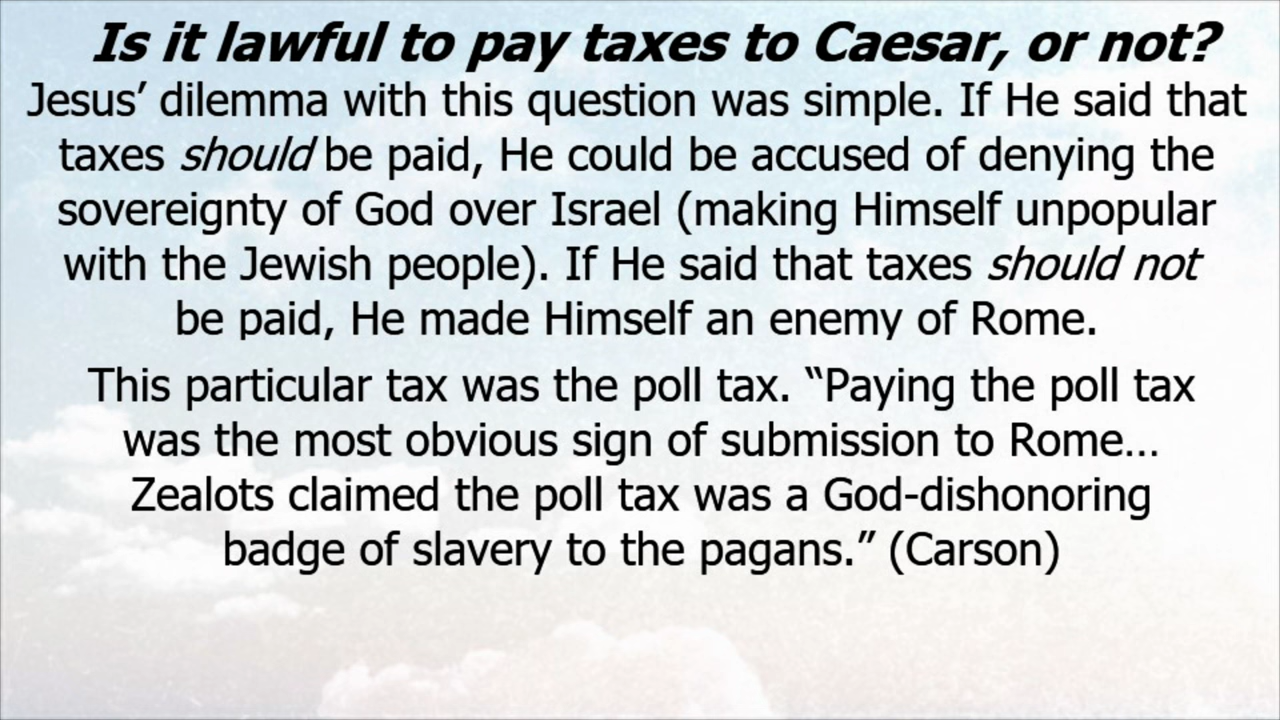 Is it lawful to pay taxes to Caesar, or not?
Jesus’ dilemma with this question was simple. If He said that
taxes should be paid, He could be accused of denying the
sovereignty of God over Israel (making Himself unpopular
with the Jewish people). If He said that taxes should not
be paid, He made Himself an enemy of Rome.
This particular tax was the poll tax. “Paying the poll tax
was the most obvious sign of submission to Rome…
Zealots claimed the poll tax was a God-dishonoring
badge of slavery to the pagans.” (Carson)